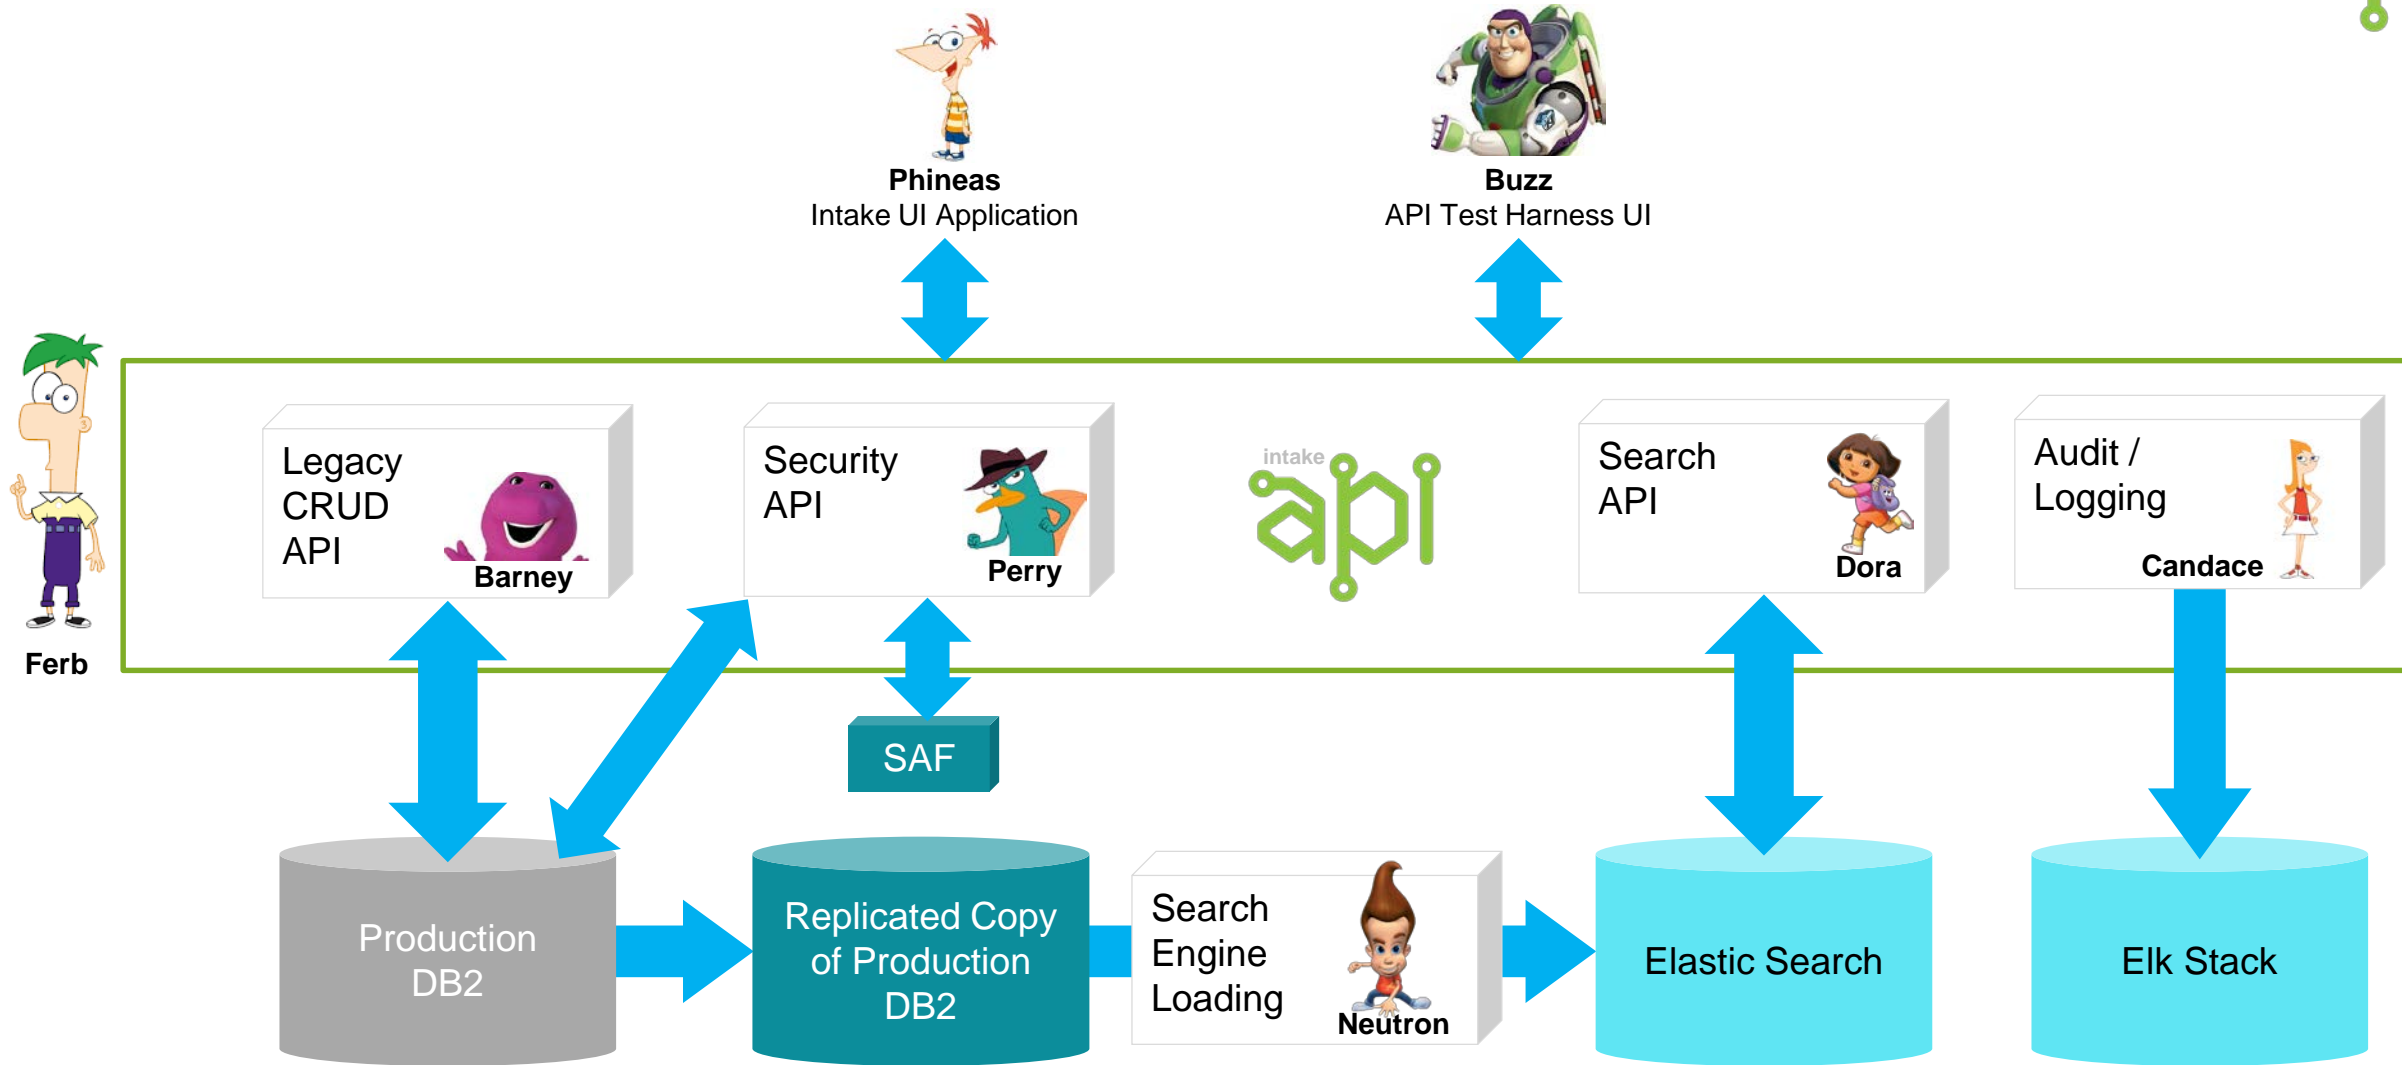 Phineas
Intake UI Application
Buzz
API Test Harness UI
Ferb
Legacy
CRUD
API
Barney
Security
API
Perry
intake
api
Search
API
Dora
Audit /
Logging
Candace
SAF
Production
DB2
Replicated Copy
of Production
DB2
Search
Engine
Loading
Neutron
Elastic Search
Elk Stack